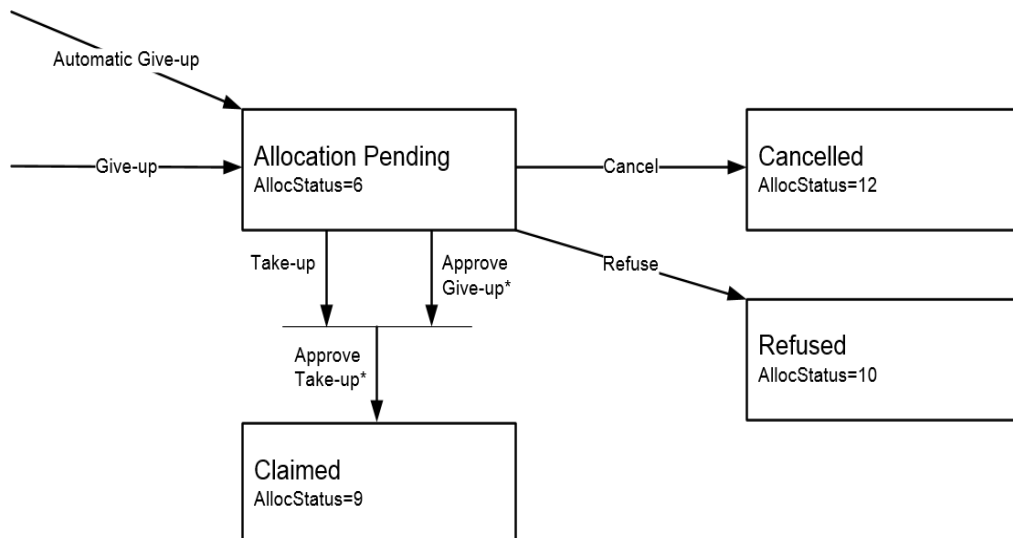 Automatic Give-up
Give-up
Allocation Pending
AllocStatus=6
Cancel
Cancelled
AllocStatus=12
Take-up
Approve
Give-up*
Refuse
Refused
AllocStatus=10
Approve
Take-up*
Claimed
AllocStatus=9